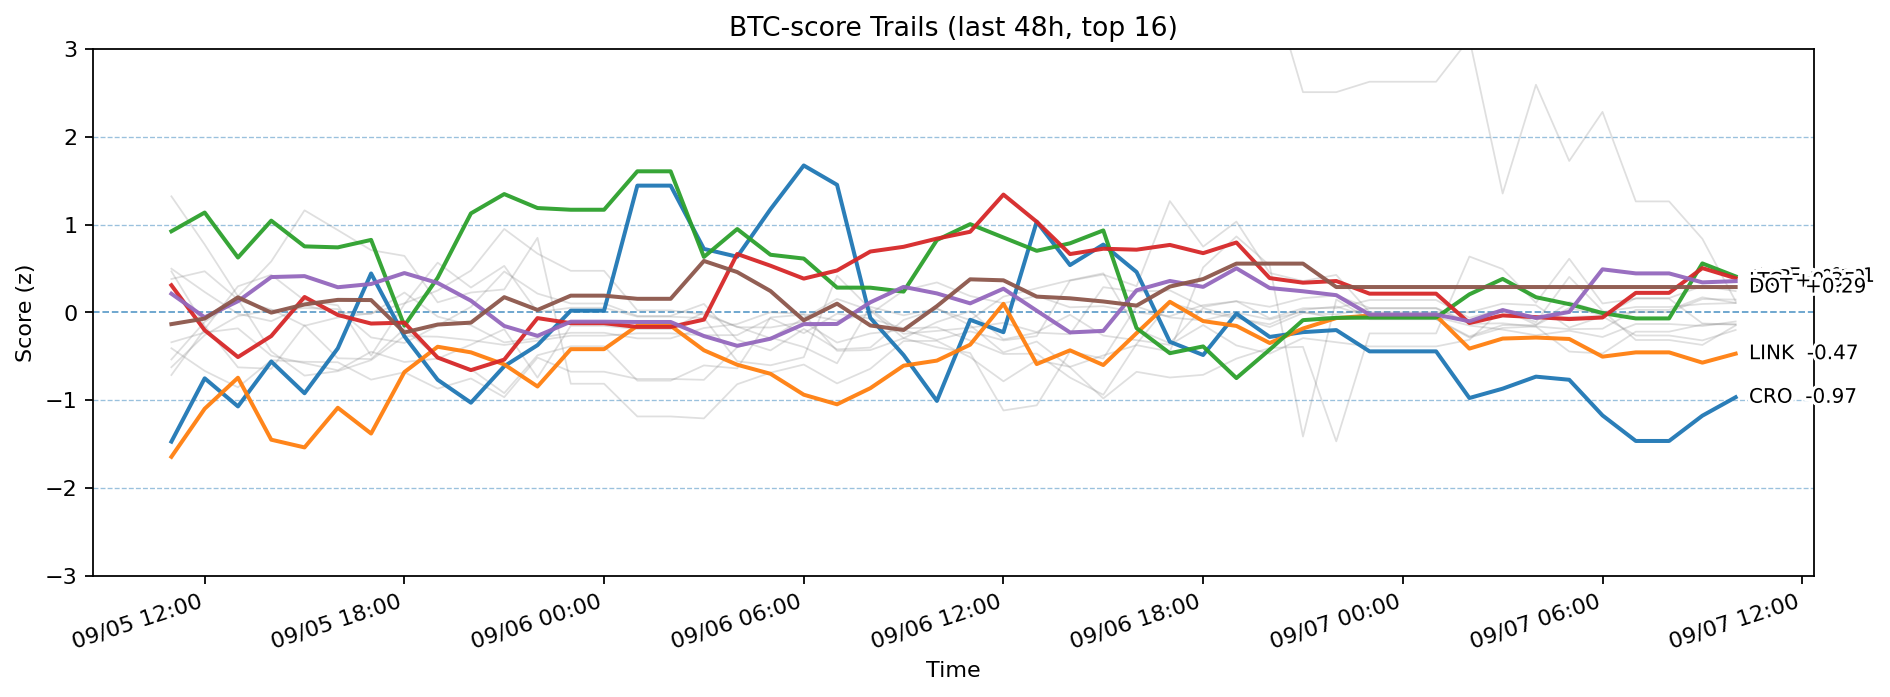 BTC-score Trails (last 48h, top 16)
Score (z)
3
2
1
0
−1
−2
−3
DOT +0.29
LINK -0.47
CRO -0.97
09/05 12:00
09/05 18:00
09/06 00:00
09/06 06:00
09/06 12:00
09/06 18:00
09/07 00:00
09/07 06:00
09/07 12:00
Time